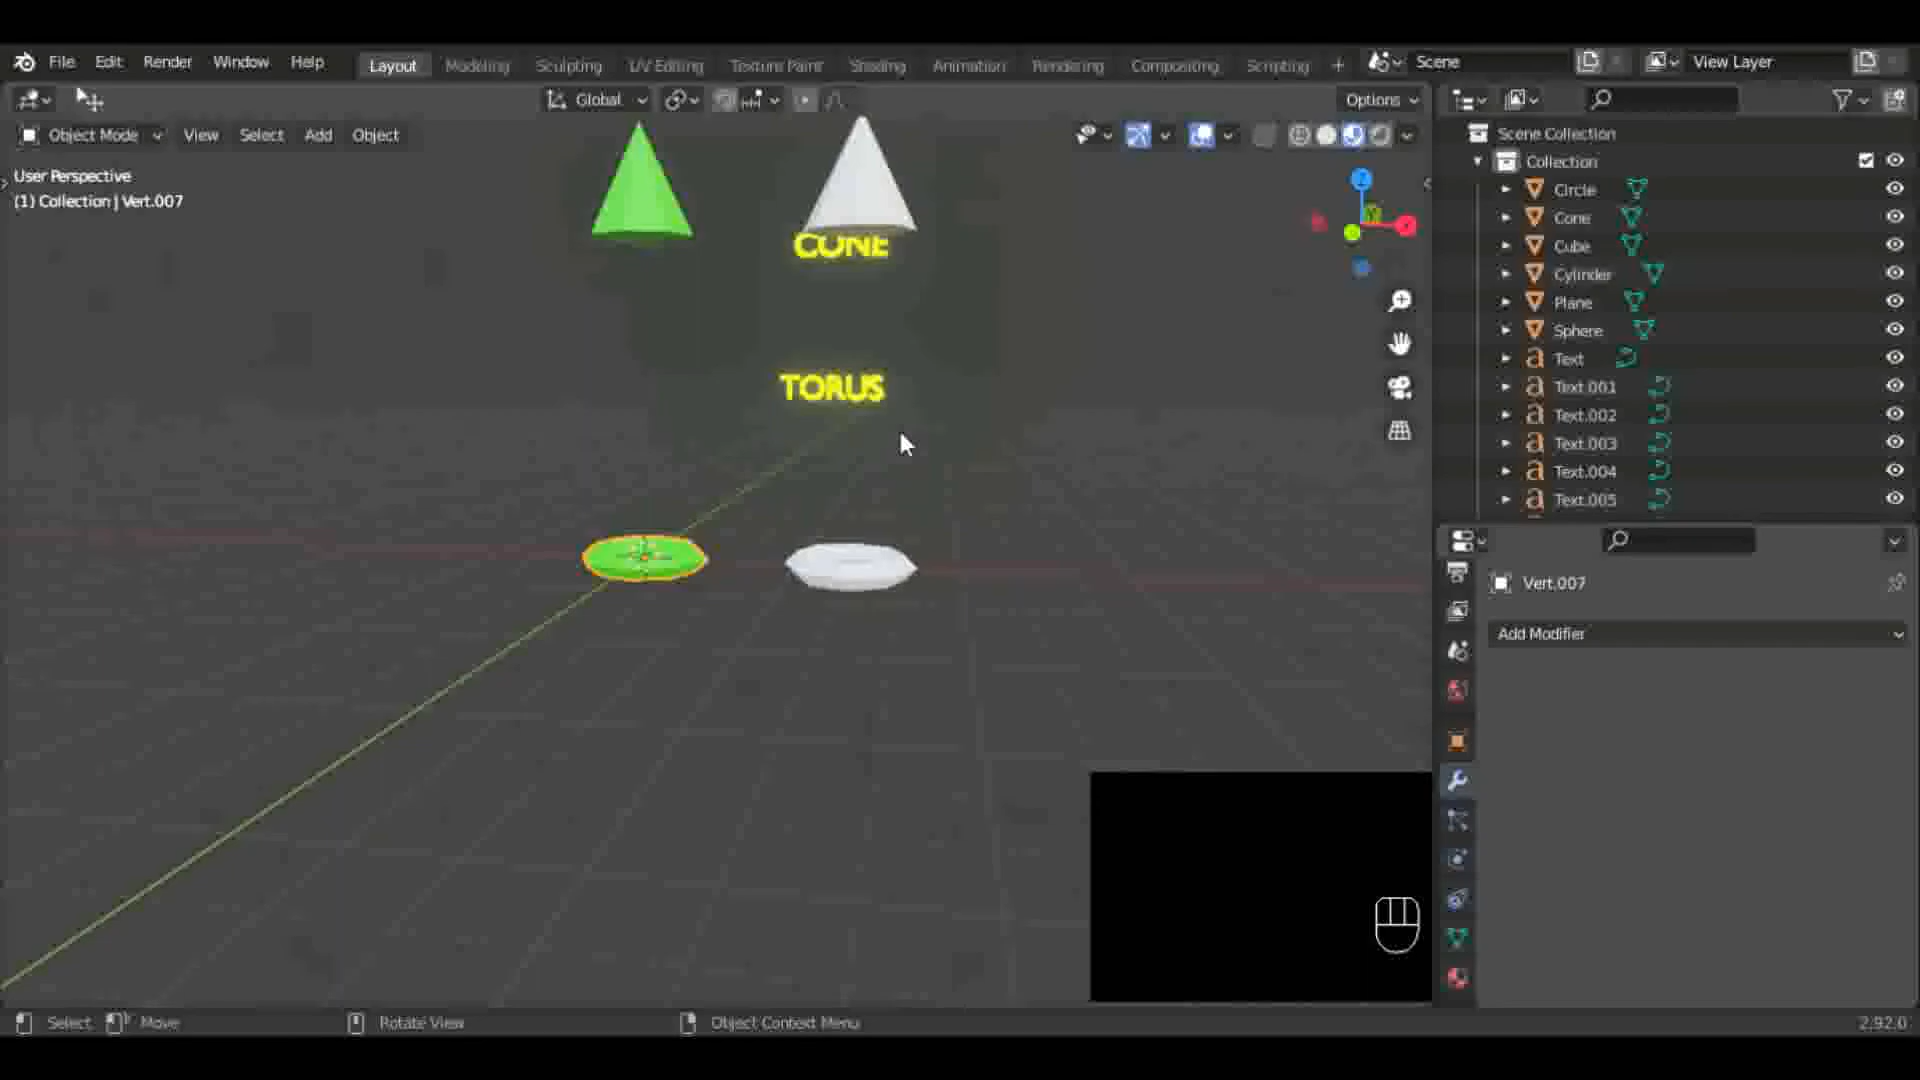 File Edit Render Window Help Layout Modeling Sculpting UV Editing Texture Paint Shading Animation Rendering Compositing Scripting + Scene View Layer
Global Options
Object Mode View Select Add Object
User Perspective
(1) Collection | Vert.007
CONE
TORUS
Scene Collection
Collection
Circle
Cone
Cube
Cylinder
Plane
Sphere
Text
Text.001
Text.002
Text.003
Text.004
Text.005
Vert.007
Add Modifier
Select Move Rotate View Object Context Menu 2.92.0